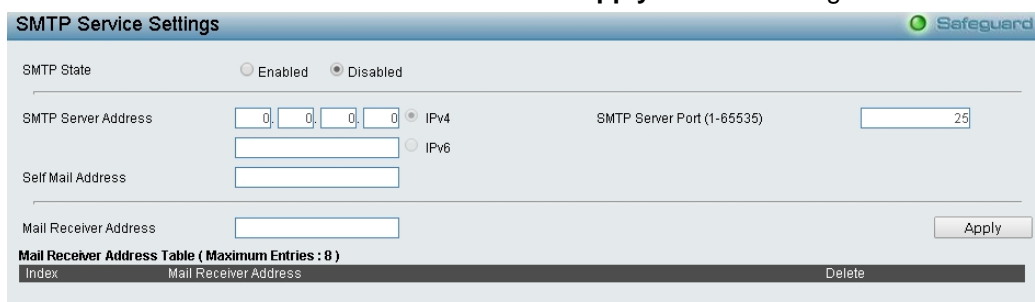 Apply
SMTP Service Settings
Safeguard
SMTP State Enabled Disabled
SMTP Server Address 0. 0. 0. 0 IPv4 SMTP Server Port (1-65535) 25
IPv6
Self Mail Address
Mail Receiver Address Apply
Mail Receiver Address Table ( Maximum Entries : 8 )
Index Mail Receiver Address Delete